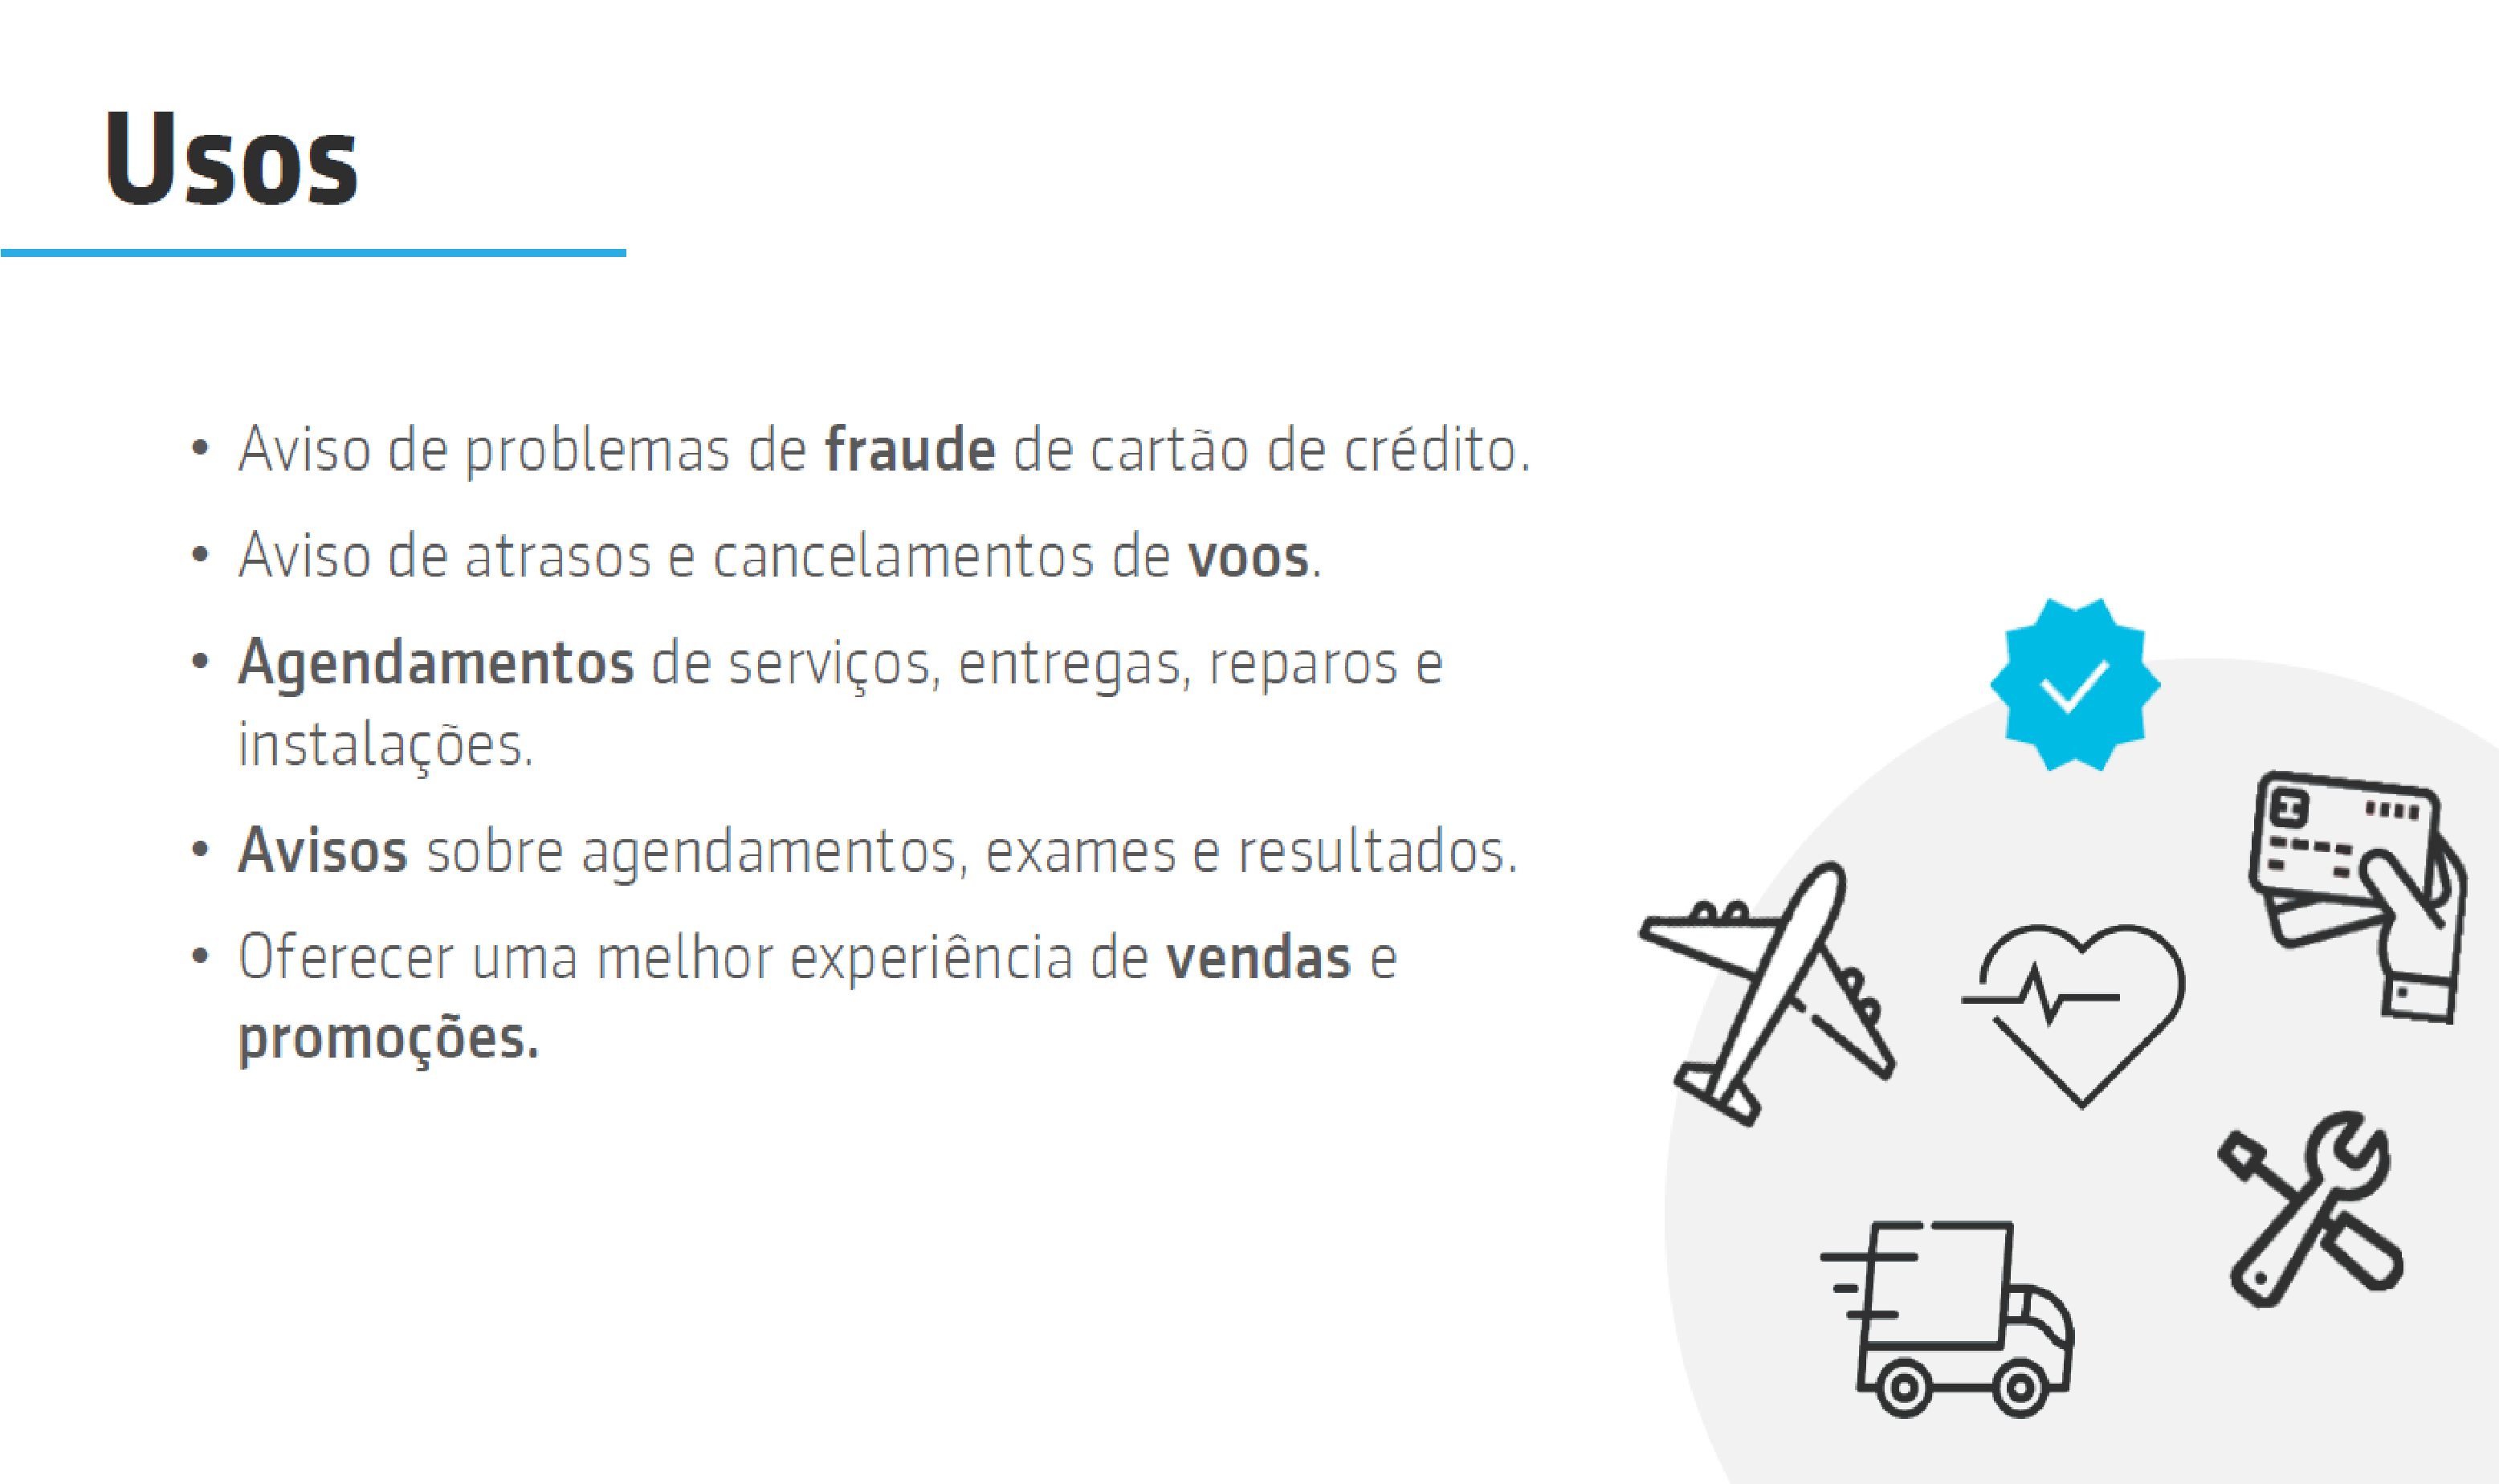 Usos
• Aviso de problemas de fraude de cartão de crédito.
• Aviso de atrasos e cancelamentos de voos.
• Agendamentos de serviços, entregas, reparos e
instalações.
• Avisos sobre agendamentos, exames e resultados.
• Oferecer uma melhor experiência de vendas e
promoções.